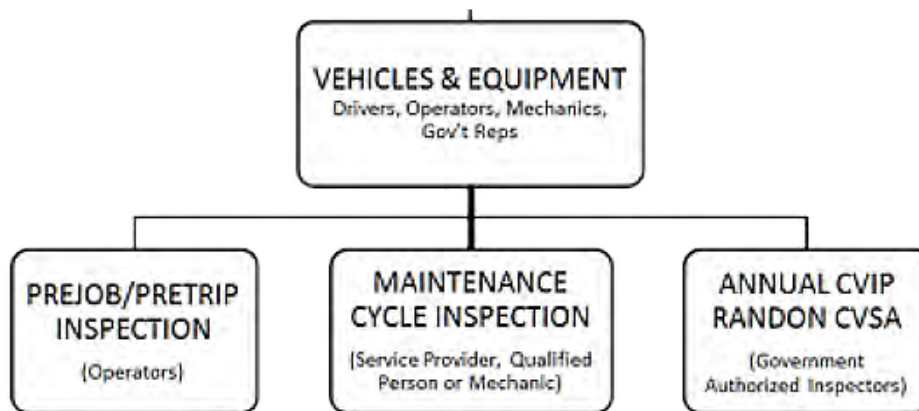 VEHICLES & EQUIPMENT
Drivers, Operators, Mechanics,
Gov't Reps
PREJOB/PRETRIP
INSPECTION
(Operators)
MAINTENANCE
CYCLE INSPECTION
(Service Provider, Qualified
Person or Mechanic)
ANNUAL CVIP
RANDON CVSA
(Government
Authorized Inspectors)